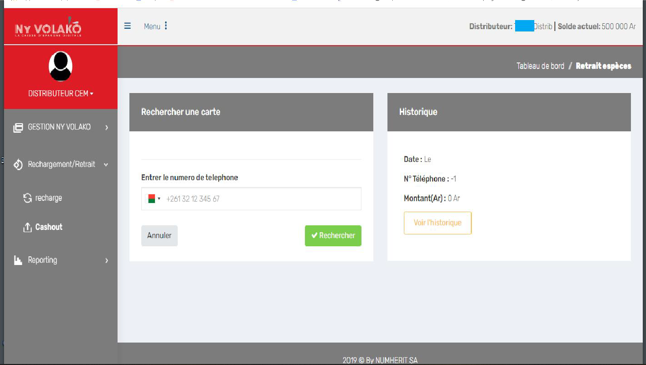 NY VOLAKO
Menu
Distributeur: Distrib | Solde actuel: 500 000 Ar
Tableau de bord / Retrait espèces
DISTRIBUTEUR CEM
GESTION NY VOLAKO
Rechargement/Retrait
recharge
Cashout
Reporting
Rechercher une carte
Entrer le numero de telephone
+261 32 12 345 67
Annuler
Rechercher
Historique
Date : Le
N° Téléphone : -1
Montant(Ar) : 0 Ar
Voir l'historique
2019 © By NUMHERIT SA